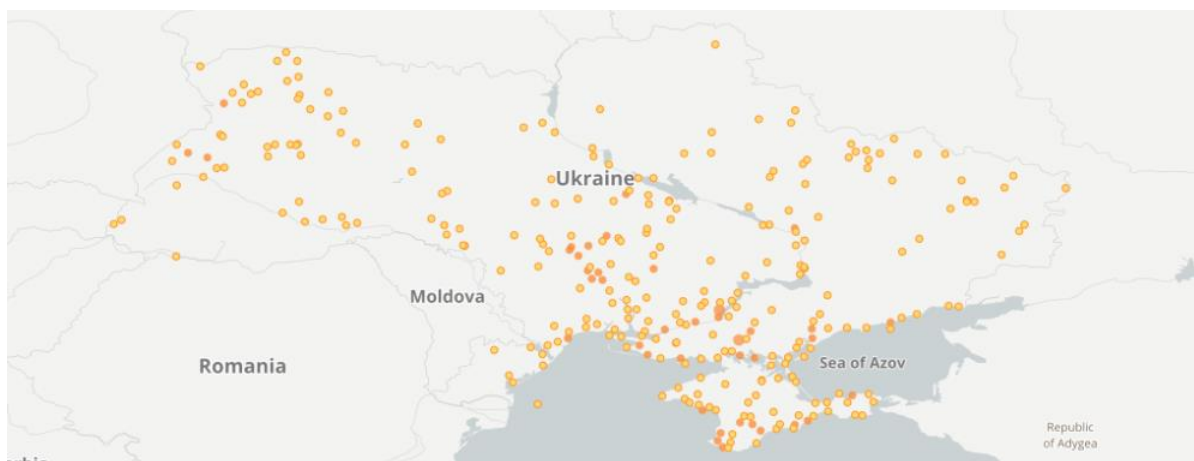 Ukraine
Moldova
Romania
Sea of Azov
Republic
of Adygea